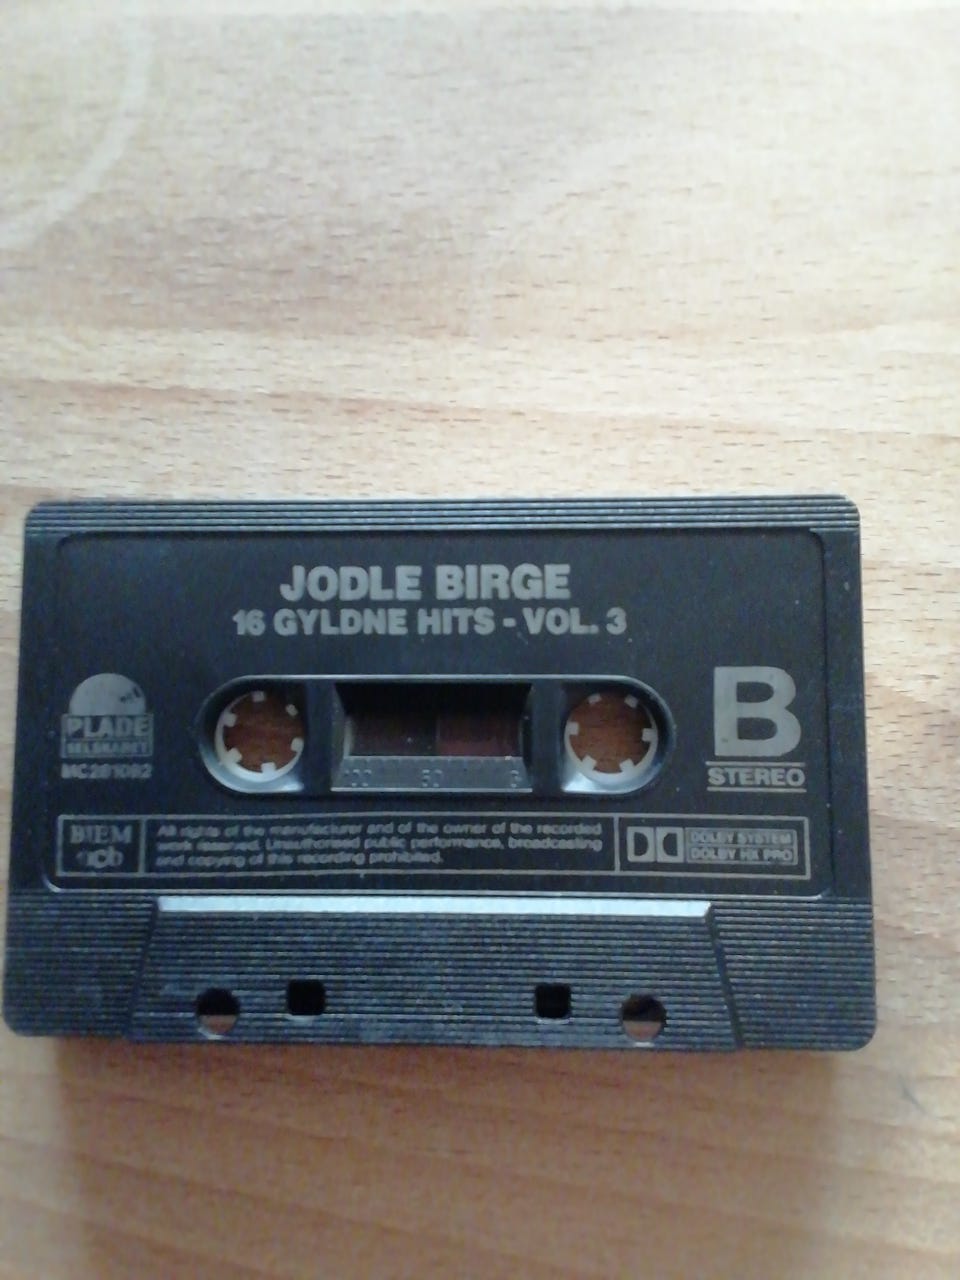 JODLE BIRGE
16 GYLDNE HITS - VOL. 3
PLADE
SELSKABET
B
STEREO
BIEM
ncb
All rights of the manufacturer and of the owner of the recorded
work reserved. Unauthorised public performance, broadcasting
and copying of this recording prohibited.
DOLBY SYSTEM
DOLBY HX PRO
100 50 0